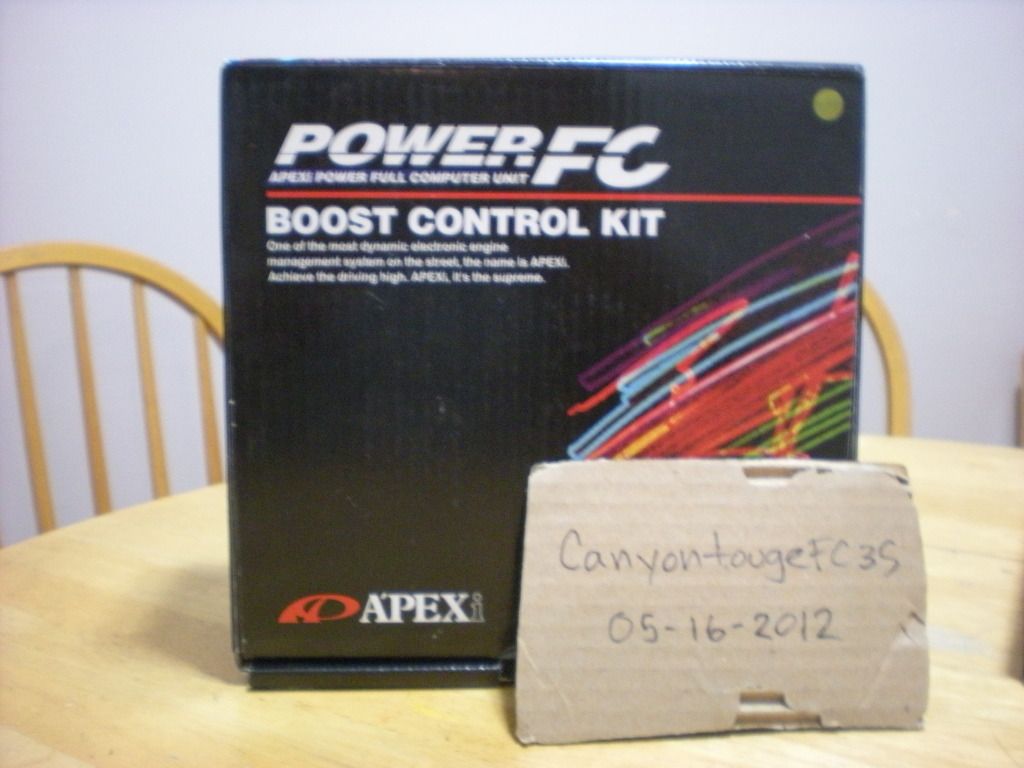 POWER FC
APEXi POWER FULL COMPUTER UNIT
BOOST CONTROL KIT
One of the most dynamic electronic engine
management system on the street, the name is APEXi.
Achieve the driving high. APEXi, it's the supreme.
APEXi
CanyontougeFC3S
05-16-2012